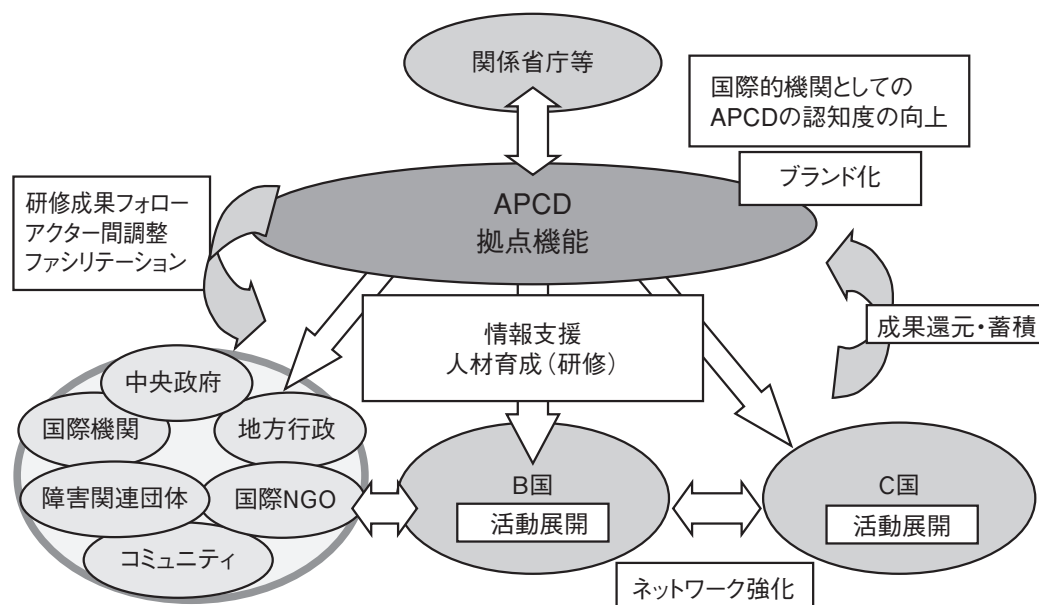 関係省庁等
国際的機関としての
APCDの認知度の向上
ブランド化
APCD
拠点機能
研修成果フォロー
アクター間調整
ファシリテーション
情報支援
人材育成（研修）
成果還元・蓄積
中央政府
国際機関
地方行政
障害関連団体
国際NGO
コミュニティ
B国
活動展開
C国
活動展開
ネットワーク強化